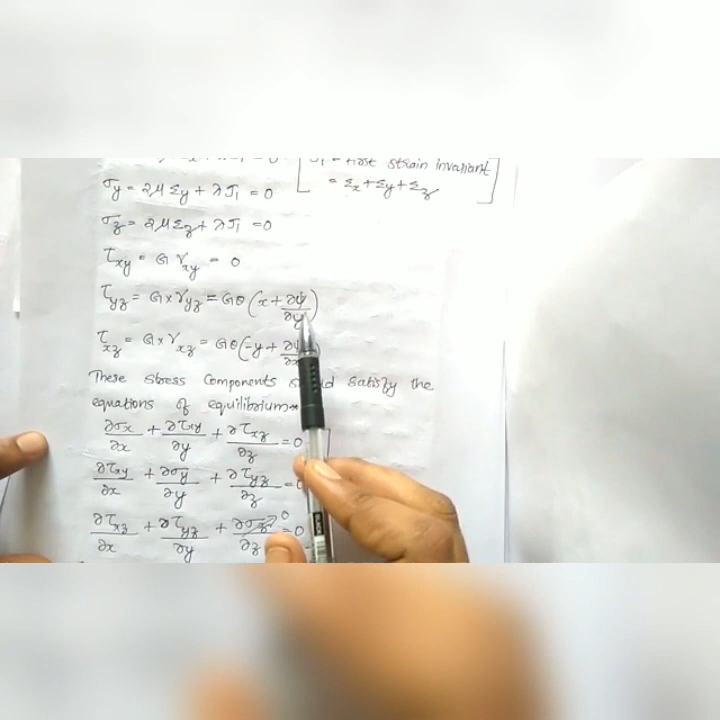 J₁ = first strain invariant
= εx + εy + εz
σy = 2μ εy + λJ₁ = 0
σz = 2μ εz + λJ₁ = 0
τxy = G γxy = 0
τyz = G×γyz = Gθ(x + ∂ψ/∂y)
τxz = G×γxz = Gθ(-y + ∂ψ/∂x)
These stress components satisfy the
equations of equilibrium
∂σx/∂x + ∂τxy/∂y + ∂τxz/∂z = 0
∂τxy/∂x + ∂σy/∂y + ∂τyz/∂z = 0
∂τxz/∂x + ∂τyz/∂y + ∂σz/∂z 0 = 0